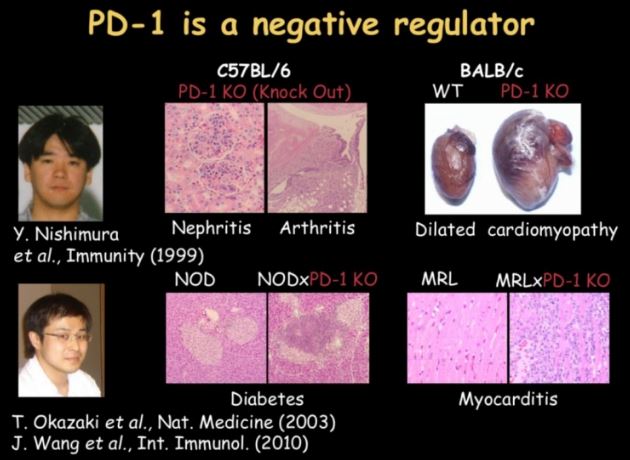 PD-1 is a negative regulator
C57BL/6
PD-1 KO (Knock Out)
BALB/c
WT PD-1 KO
Nephritis Arthritis
Dilated cardiomyopathy
Y. Nishimura
et al., Immunity (1999)
NOD NODxPD-1 KO
MRL MRLxPD-1 KO
Diabetes
Myocarditis
T. Okazaki et al., Nat. Medicine (2003)
J. Wang et al., Int. Immunol. (2010)